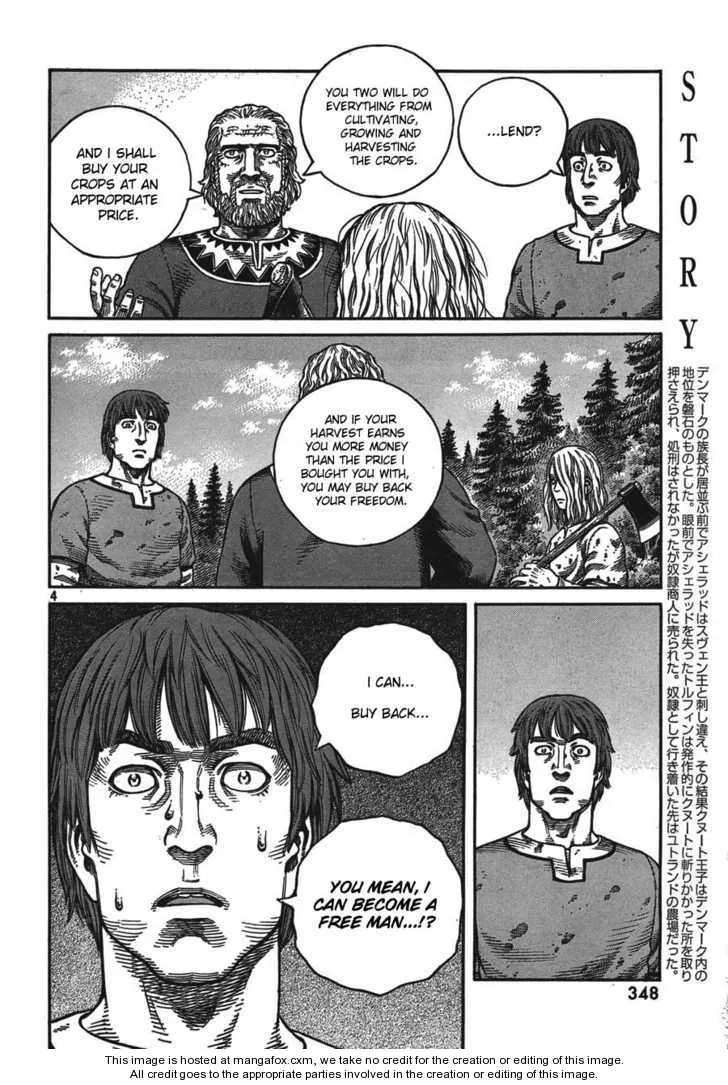 ...LEND?
YOU TWO WILL DO
EVERYTHING FROM
CULTIVATING,
GROWING AND
HARVESTING
THE CROPS.
AND I SHALL
BUY YOUR
CROPS AT AN
APPROPRIATE
PRICE.
AND IF YOUR
HARVEST EARNS
YOU MORE MONEY
THAN THE PRICE I
BOUGHT YOU WITH,
YOU MAY BUY BACK
YOUR FREEDOM.
4
I CAN...
BUY BACK...
YOU MEAN, I
CAN BECOME A
FREE MAN...!?
STORY
デンマークの族長が居並ぶ前でアシェラッドはスヴェン王と刺し違え、その結果クヌート王子はデンマーク内の
地位を磐石のものとした。眼前でアシェラッドを失ったトルフィンは発作的にクヌートに斬りかかった所を取り
押さえられ、処刑はされなかったが奴隷商人に売られた。奴隷として行き着いた先はユトランドの農場だった。
348
This image is hosted at mangafox.cxm, we take no credit for the creation or editing of this image.
All credit goes to the appropriate parties involved in the creation or editing of this image.